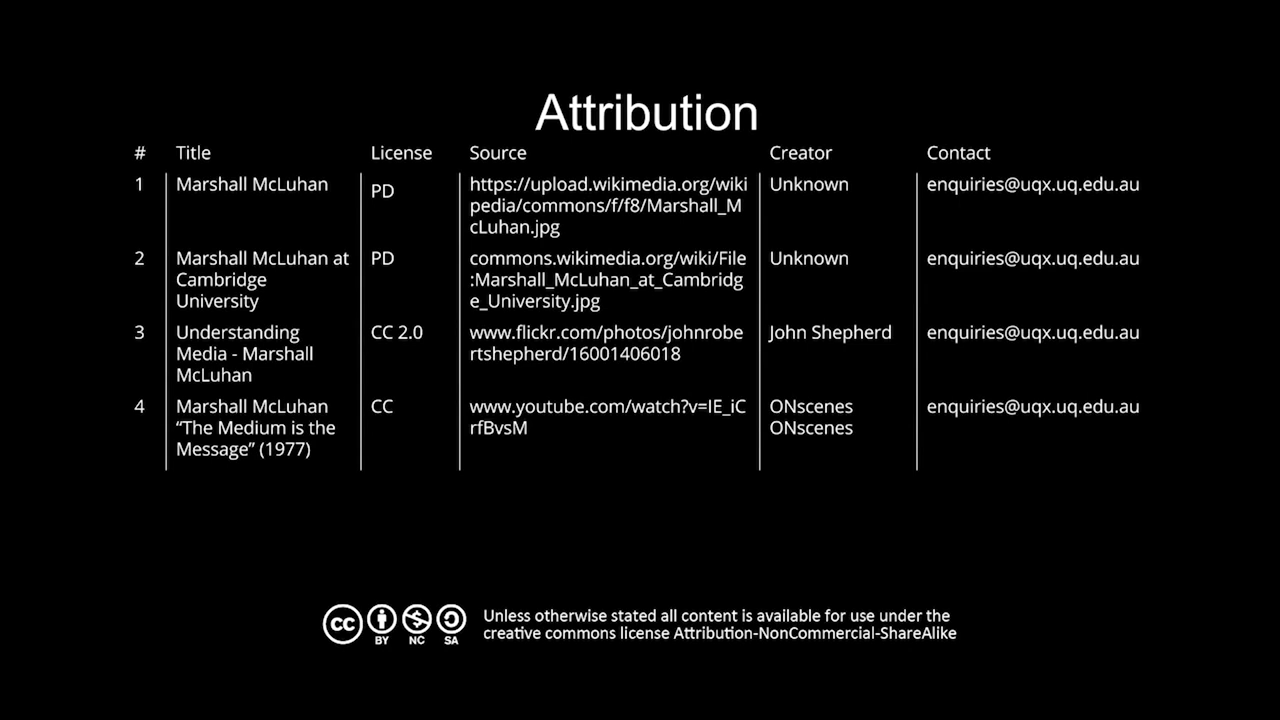 Attribution
# Title License Source Creator Contact
1 Marshall McLuhan PD https://upload.wikimedia.org/wiki Unknown enquiries@uqx.uq.edu.au
pedia/commons/f/f8/Marshall_M
cLuhan.jpg
2 Marshall McLuhan at PD commons.wikimedia.org/wiki/File Unknown enquiries@uqx.uq.edu.au
Cambridge :Marshall_McLuhan_at_Cambridg
University e_University.jpg
3 Understanding CC 2.0 www.flickr.com/photos/johnrobe John Shepherd enquiries@uqx.uq.edu.au
Media - Marshall rtshepherd/16001406018
McLuhan
4 Marshall McLuhan CC www.youtube.com/watch?v=IE_iC ONscenes enquiries@uqx.uq.edu.au
“The Medium is the rfBvsM ONscenes
Message” (1977)
cc BY NC SA
Unless otherwise stated all content is available for use under the
creative commons license Attribution-NonCommercial-ShareAlike